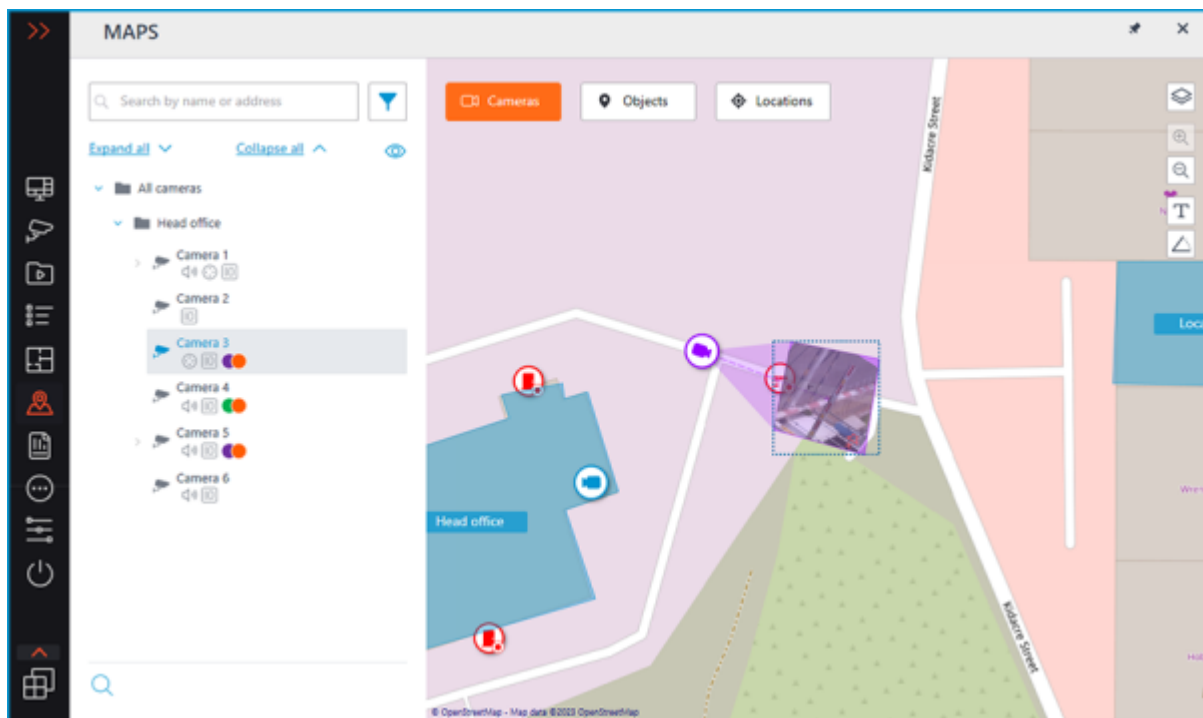 MAPS
Search by name or address
Cameras
Objects
Locations
Expand all
Collapse all
All cameras
Head office
Camera 1
Camera 2
Camera 3
Camera 4
Camera 5
Camera 6
Kidacre Street
Head office
Kidacre Street
T
© OpenStreetMap - Map data ©2023 OpenStreetMap